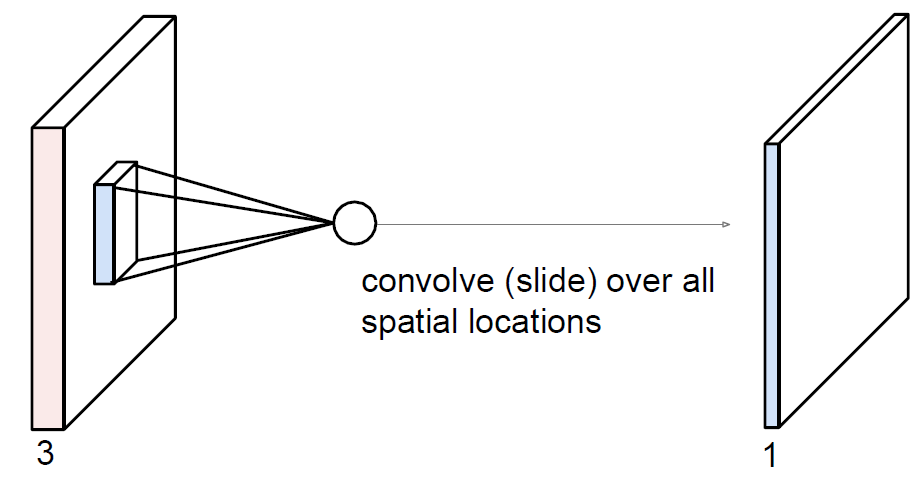 convolve (slide) over all
spatial locations
3
1